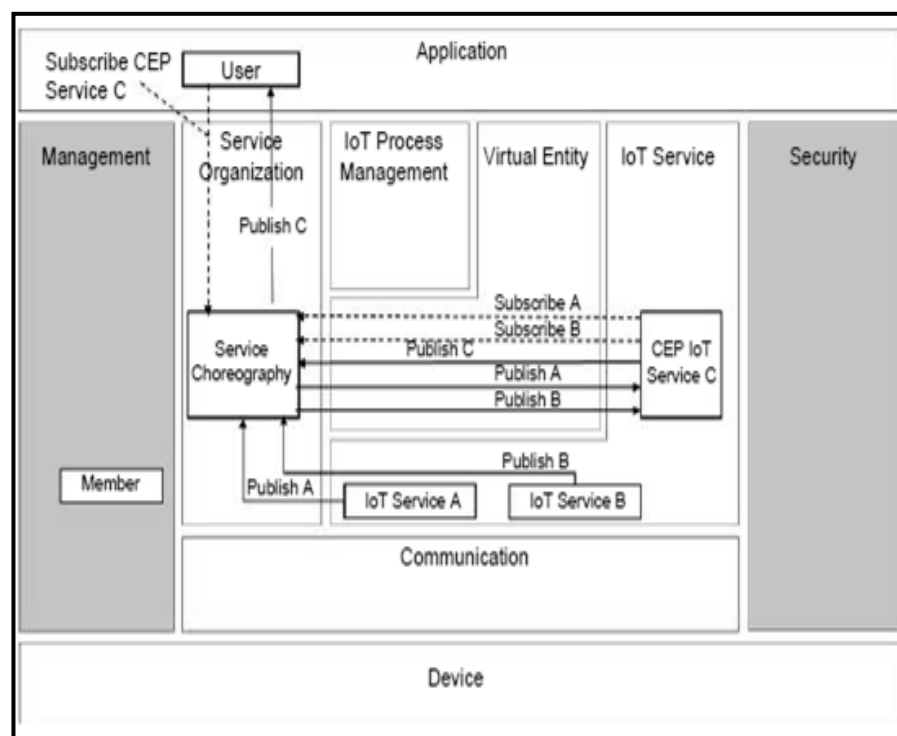 Application
Subscribe CEP
Service C
User
Management
Service
Organization
IoT Process
Management
Virtual Entity
IoT Service
Security
Publish C
Subscribe A
Subscribe B
Publish C
Publish A
Publish B
Service
Choreography
CEP IoT
Service C
Publish B
Publish A
Member
IoT Service A
IoT Service B
Communication
Device